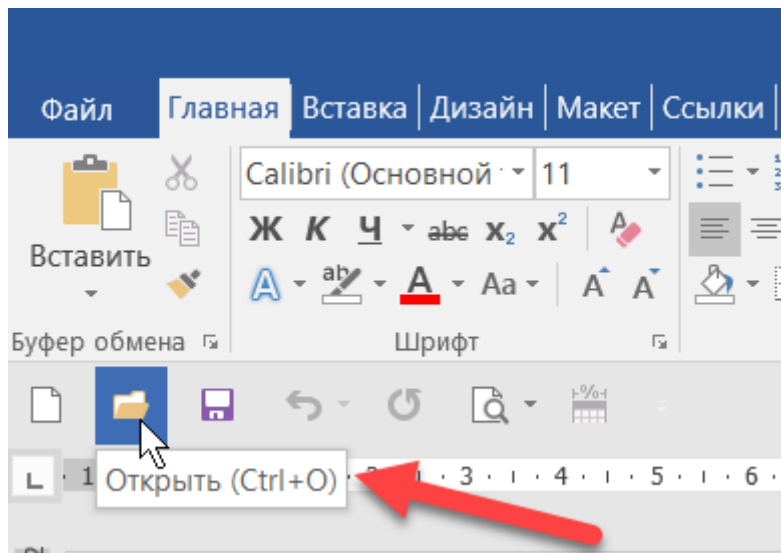 Файл Главная Вставка Дизайн Макет Ссылки
Calibri (Основной 11
Ж К Ч abc X₂ X²
Вставить
ab A Aa A A
Буфер обмена Шрифт
Открыть (Ctrl+O)
1 3 4 5 6